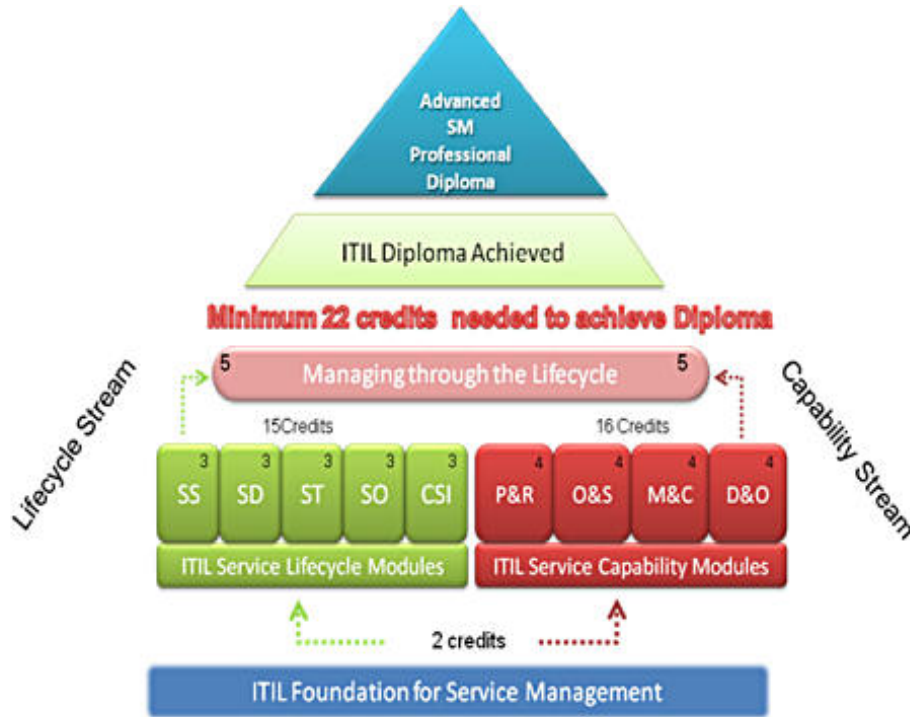 Advanced
SM
Professional
Diploma
ITIL Diploma Achieved
Minimum 22 credits needed to achieve Diploma
Lifecycle Stream
Capability Stream
5 Managing through the Lifecycle 5
15Credits
16 Credits
3 3 3 3 3 4 4 4 4
SS SD ST SO CSI P&R O&S M&C D&O
ITIL Service Lifecycle Modules
ITIL Service Capability Modules
2 credits
ITIL Foundation for Service Management